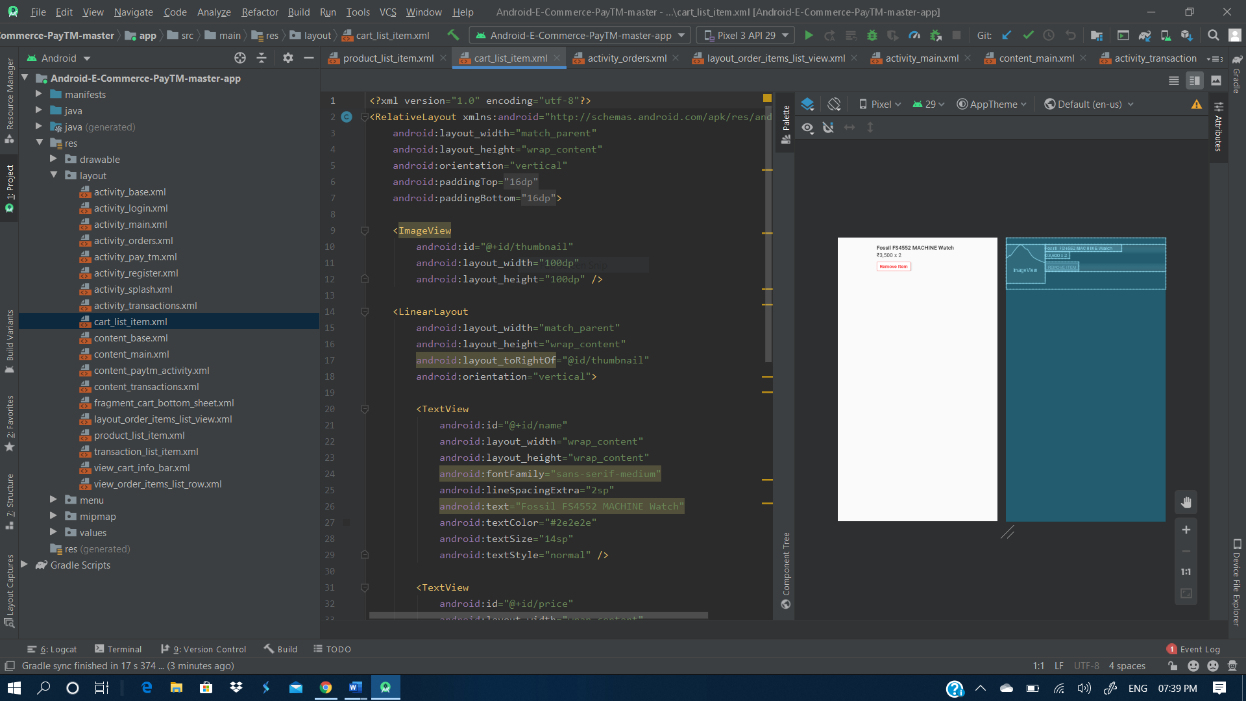 File Edit View Navigate Code Analyze Refactor Build Run Tools VCS Window Help Android-E-Commerce-PayTM-master - ...\cart_list_item.xml [Android-E-Commerce-PayTM-master-app]
ommerce-PayTM-master app src main res layout cart_list_item.xml Android-E-Commerce-PayTM-master-app Pixel 3 API 29 Git:
Android product_list_item.xml cart_list_item.xml activity_orders.xml layout_order_items_list_view.xml activity_main.xml content_main.xml activity_transaction
Resource Manager
1: Project
Build Variants
2: Favorites
7: Structure
Layout Captures
Android-E-Commerce-PayTM-master-app
manifests
java
java (generated)
res
drawable
layout
activity_base.xml
activity_login.xml
activity_main.xml
activity_orders.xml
activity_pay_tm.xml
activity_register.xml
activity_splash.xml
activity_transactions.xml
cart_list_item.xml
content_base.xml
content_main.xml
content_paytm_activity.xml
content_transactions.xml
fragment_cart_bottom_sheet.xml
layout_order_items_list_view.xml
product_list_item.xml
transaction_list_item.xml
view_cart_info_bar.xml
view_order_items_list_row.xml
menu
mipmap
values
res (generated)
Gradle Scripts
1 <?xml version="1.0" encoding="utf-8"?>
2 <RelativeLayout xmlns:android="http://schemas.android.com/apk/res/and
3 android:layout_width="match_parent"
4 android:layout_height="wrap_content"
5 android:orientation="vertical"
6 android:paddingTop="16dp"
7 android:paddingBottom="16dp">
8
9 <ImageView
10 android:id="@+id/thumbnail"
11 android:layout_width="100dp"
12 android:layout_height="100dp" />
13
14 <LinearLayout
15 android:layout_width="match_parent"
16 android:layout_height="wrap_content"
17 android:layout_toRightOf="@id/thumbnail"
18 android:orientation="vertical">
19
20 <TextView
21 android:id="@+id/name"
22 android:layout_width="wrap_content"
23 android:layout_height="wrap_content"
24 android:fontFamily="sans-serif-medium"
25 android:lineSpacingExtra="2sp"
26 android:text="Fossil FS4552 MACHINE Watch"
27 android:textColor="#2e2e2e"
28 android:textSize="14sp"
29 android:textStyle="normal" />
30
31 <TextView
32 android:id="@+id/price"
Palette
Component Tree
Pixel 29 AppTheme Default (en-us)
Fossil FS4552 MACHINE Watch
₹3,500 x 2
Remove Item
ImageView
1:1
Gradle
Attributes
Device File Explorer
6: Logcat Terminal 9: Version Control Build TODO 1 Event Log
Gradle sync finished in 17 s 374 ... (3 minutes ago) 1:1 LF UTF-8 4 spaces
ENG 07:39 PM